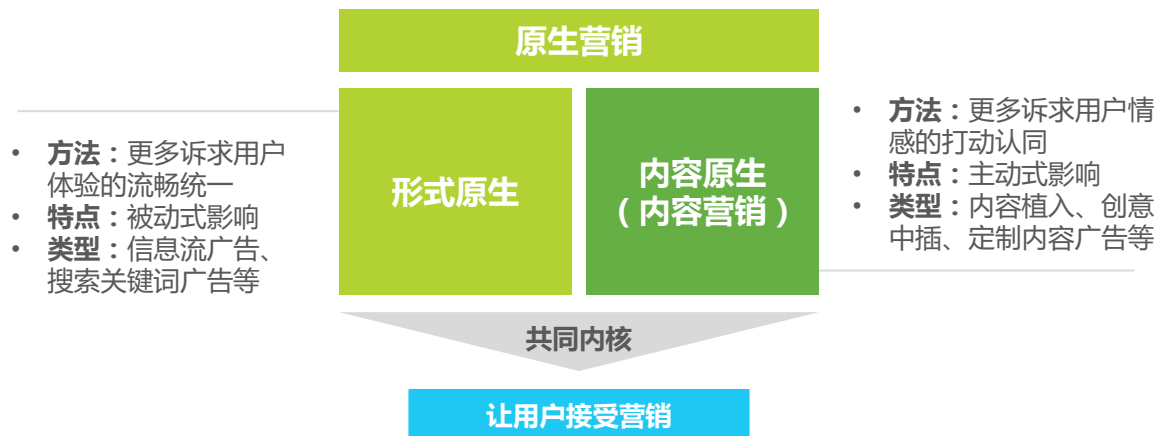 原生营销
• 方法：更多诉求用户
体验的流畅统一
• 特点：被动式影响
• 类型：信息流广告、
搜索关键词广告等
形式原生
内容原生
（内容营销）
• 方法：更多诉求用户情
感的打动认同
• 特点：主动式影响
• 类型：内容植入、创意
中插、定制内容广告等
共同内核
让用户接受营销